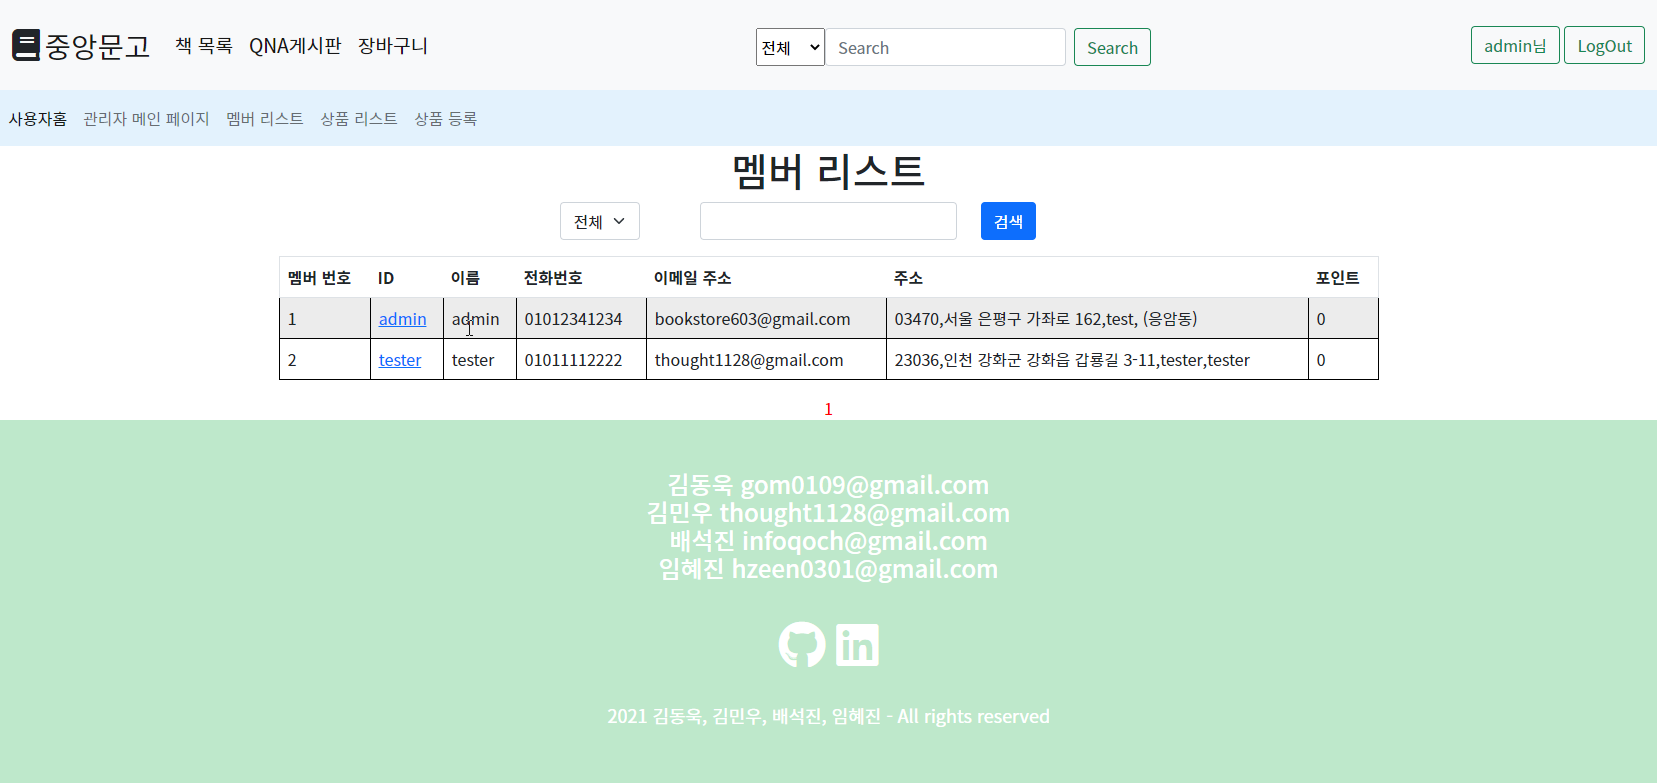 중앙문고 책 목록 QNA게시판 장바구니 전체 Search Search admin님 LogOut
사용자홈 관리자 메인 페이지 멤버 리스트 상품 리스트 상품 등록
멤버 리스트
전체 검색
멤버 번호 ID 이름 전화번호 이메일 주소 주소 포인트
1 admin admin 01012341234 bookstore603@gmail.com 03470,서울 은평구 가좌로 162,test, (응암동) 0
2 tester tester 01011112222 thought1128@gmail.com 23036,인천 강화군 강화읍 갑룡길 3-11,tester,tester 0
1
김동욱 gom0109@gmail.com
김민우 thought1128@gmail.com
배석진 infoqoch@gmail.com
임혜진 hzeen0301@gmail.com
in
2021 김동욱, 김민우, 배석진, 임혜진 - All rights reserved